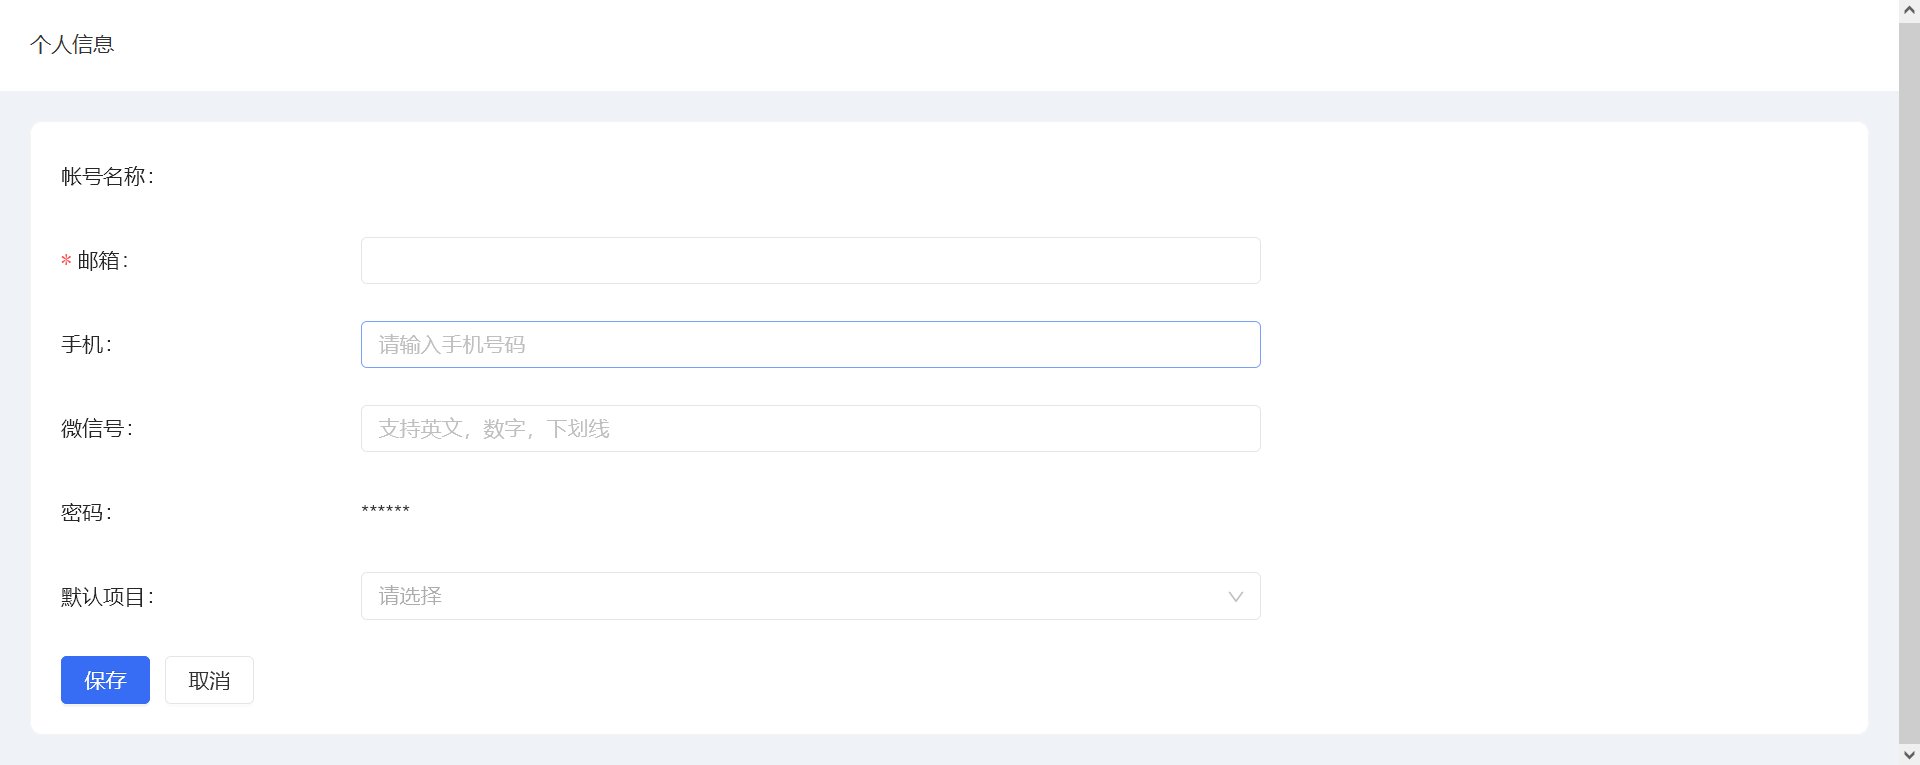 个人信息
帐号名称：
* 邮箱：
手机： 请输入手机号码
微信号： 支持英文，数字，下划线
密码： ******
默认项目： 请选择
保存 取消